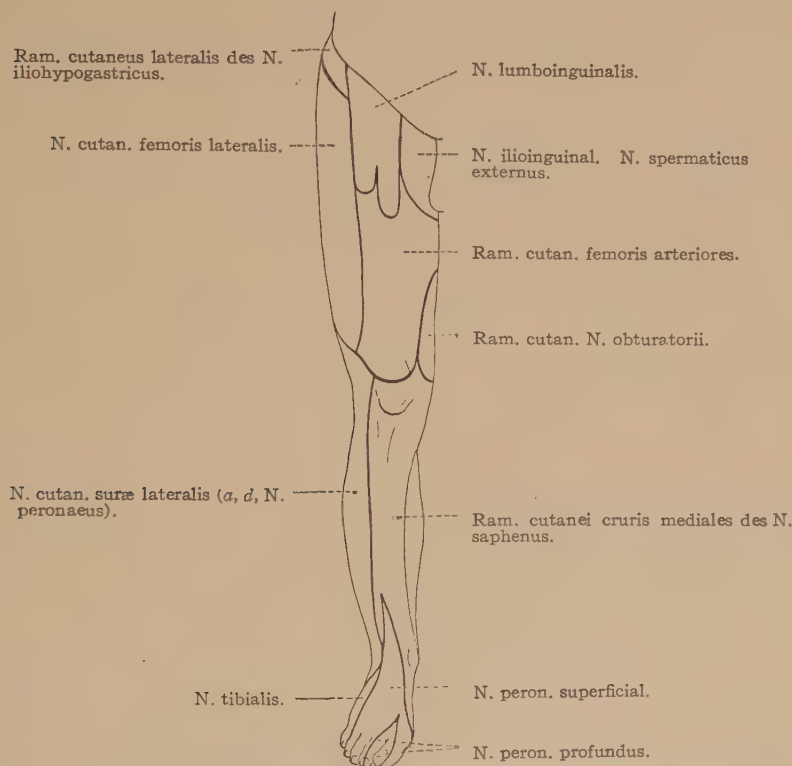 Ram. cutaneus lateralis des N.
iliohypogastricus.
N. lumboinguinalis.
N. cutan. femoris lateralis.
N. ilioinguinal. N. spermaticus
externus.
Ram. cutan. femoris arteriores.
Ram. cutan. N. obturatorii.
N. cutan. suræ lateralis (a, d, N.
peronaeus).
Ram. cutanei cruris mediales des N.
saphenus.
N. tibialis.
N. peron. superficial.
N. peron. profundus.